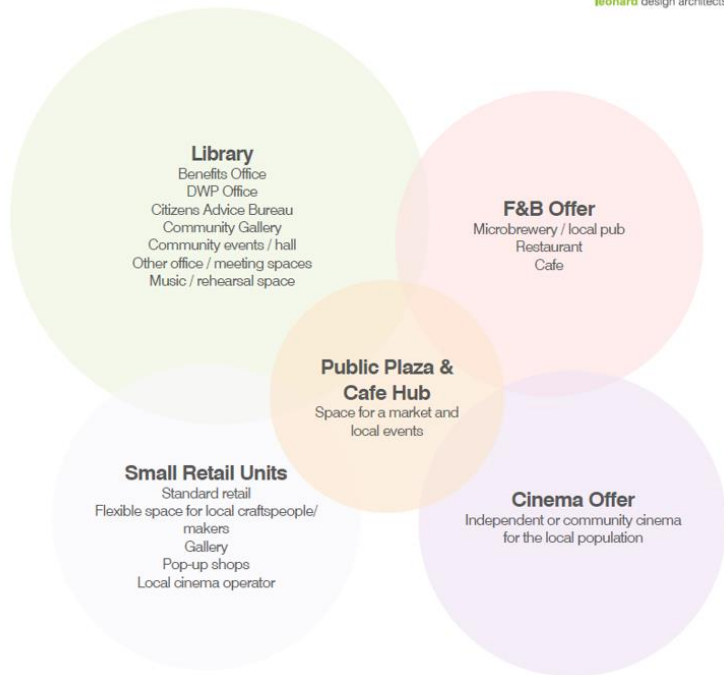 leonard design architects
Library
Benefits Office
DWP Office
Citizens Advice Bureau
Community Gallery
Community events / hall
Other office / meeting spaces
Music / rehearsal space
F&B Offer
Microbrewery / local pub
Restaurant
Cafe
Public Plaza &
Cafe Hub
Space for a market and
local events
Small Retail Units
Standard retail
Flexible space for local craftspeople/
makers
Gallery
Pop-up shops
Local cinema operator
Cinema Offer
Independent or community cinema
for the local population